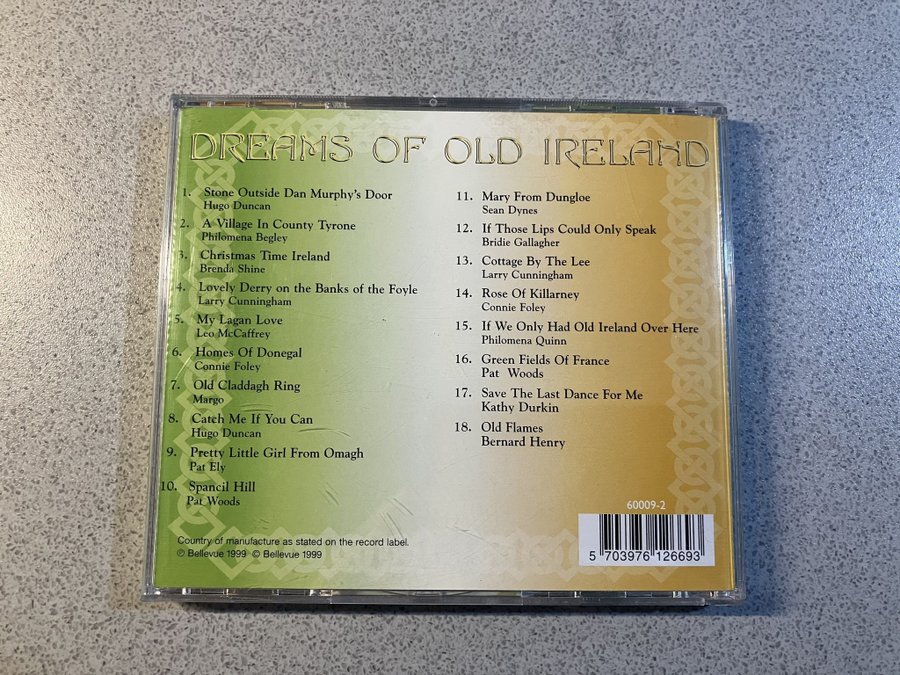 DREAMS OF OLD IRELAND
1. Stone Outside Dan Murphy's Door
Hugo Duncan
2. A Village In County Tyrone
Philomena Begley
3. Christmas Time Ireland
Brenda Shine
4. Lovely Derry on the Banks of the Foyle
Larry Cunningham
5. My Lagan Love
Leo McCaffrey
6. Homes Of Donegal
Connie Foley
7. Old Claddagh Ring
Margo
8. Catch Me If You Can
Hugo Duncan
9. Pretty Little Girl From Omagh
Pat Ely
10. Spancil Hill
Pat Woods
11. Mary From Dungloe
Sean Dynes
12. If Those Lips Could Only Speak
Bridie Gallagher
13. Cottage By The Lee
Larry Cunningham
14. Rose Of Killarney
Connie Foley
15. If We Only Had Old Ireland Over Here
Philomena Quinn
16. Green Fields Of France
Pat Woods
17. Save The Last Dance For Me
Kathy Durkin
18. Old Flames
Bernard Henry
Country of manufacture as stated on the record label.
℗ Bellevue 1999 © Bellevue 1999
60009-2
5 703976 126693